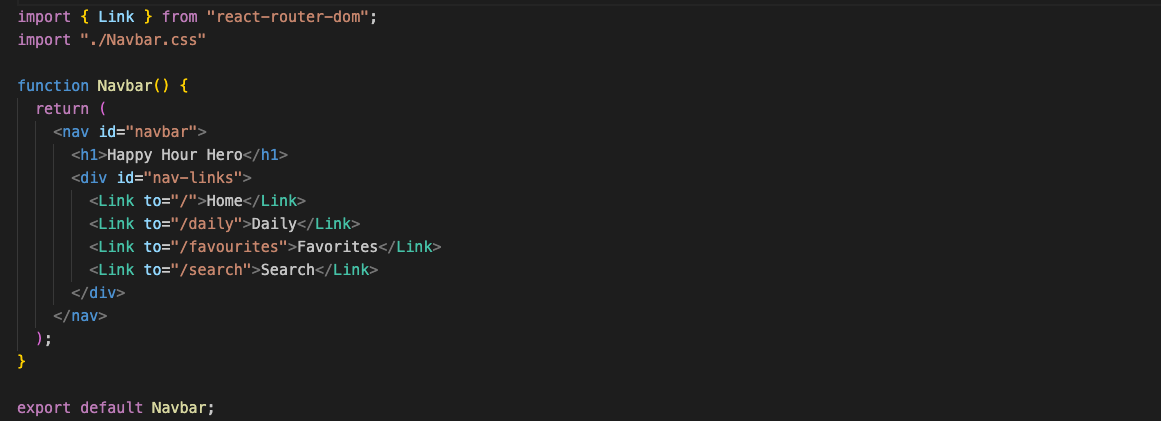 import { Link } from "react-router-dom";
import "./Navbar.css"
function Navbar() {
return (
<nav id="navbar">
<h1>Happy Hour Hero</h1>
<div id="nav-links">
<Link to="/">Home</Link>
<Link to="/daily">Daily</Link>
<Link to="/favourites">Favorites</Link>
<Link to="/search">Search</Link>
</div>
</nav>
);
}
export default Navbar;